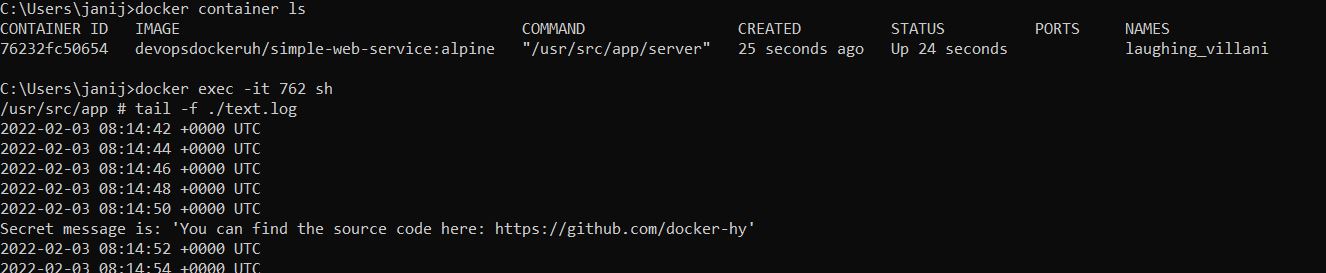 C:\Users\janij>docker container ls
CONTAINER ID   IMAGE                                   COMMAND                 CREATED          STATUS          PORTS     NAMES
76232fc50654   devopsdockeruh/simple-web-service:alpine   "/usr/src/app/server"   25 seconds ago   Up 24 seconds             laughing_villani
C:\Users\janij>docker exec -it 762 sh
/usr/src/app # tail -f ./text.log
2022-02-03 08:14:42 +0000 UTC
2022-02-03 08:14:44 +0000 UTC
2022-02-03 08:14:46 +0000 UTC
2022-02-03 08:14:48 +0000 UTC
2022-02-03 08:14:50 +0000 UTC
Secret message is: 'You can find the source code here: https://github.com/docker-hy'
2022-02-03 08:14:52 +0000 UTC
2022-02-03 08:14:54 +0000 UTC